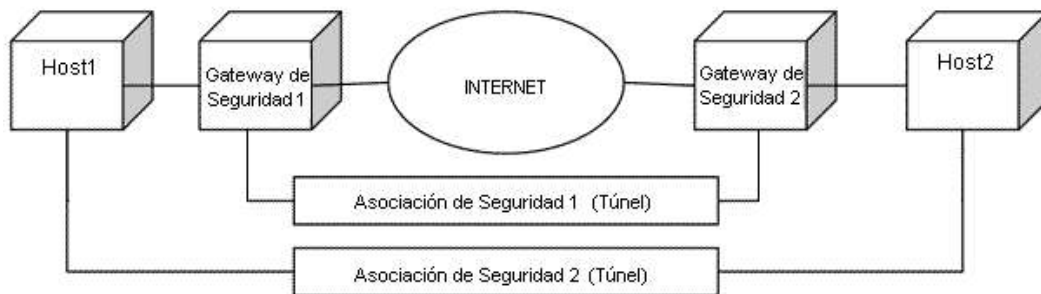 Host1
Gateway de
Seguridad 1
INTERNET
Gateway de
Seguridad 2
Host2
Asociación de Seguridad 1 (Túnel)
Asociación de Seguridad 2 (Túnel)